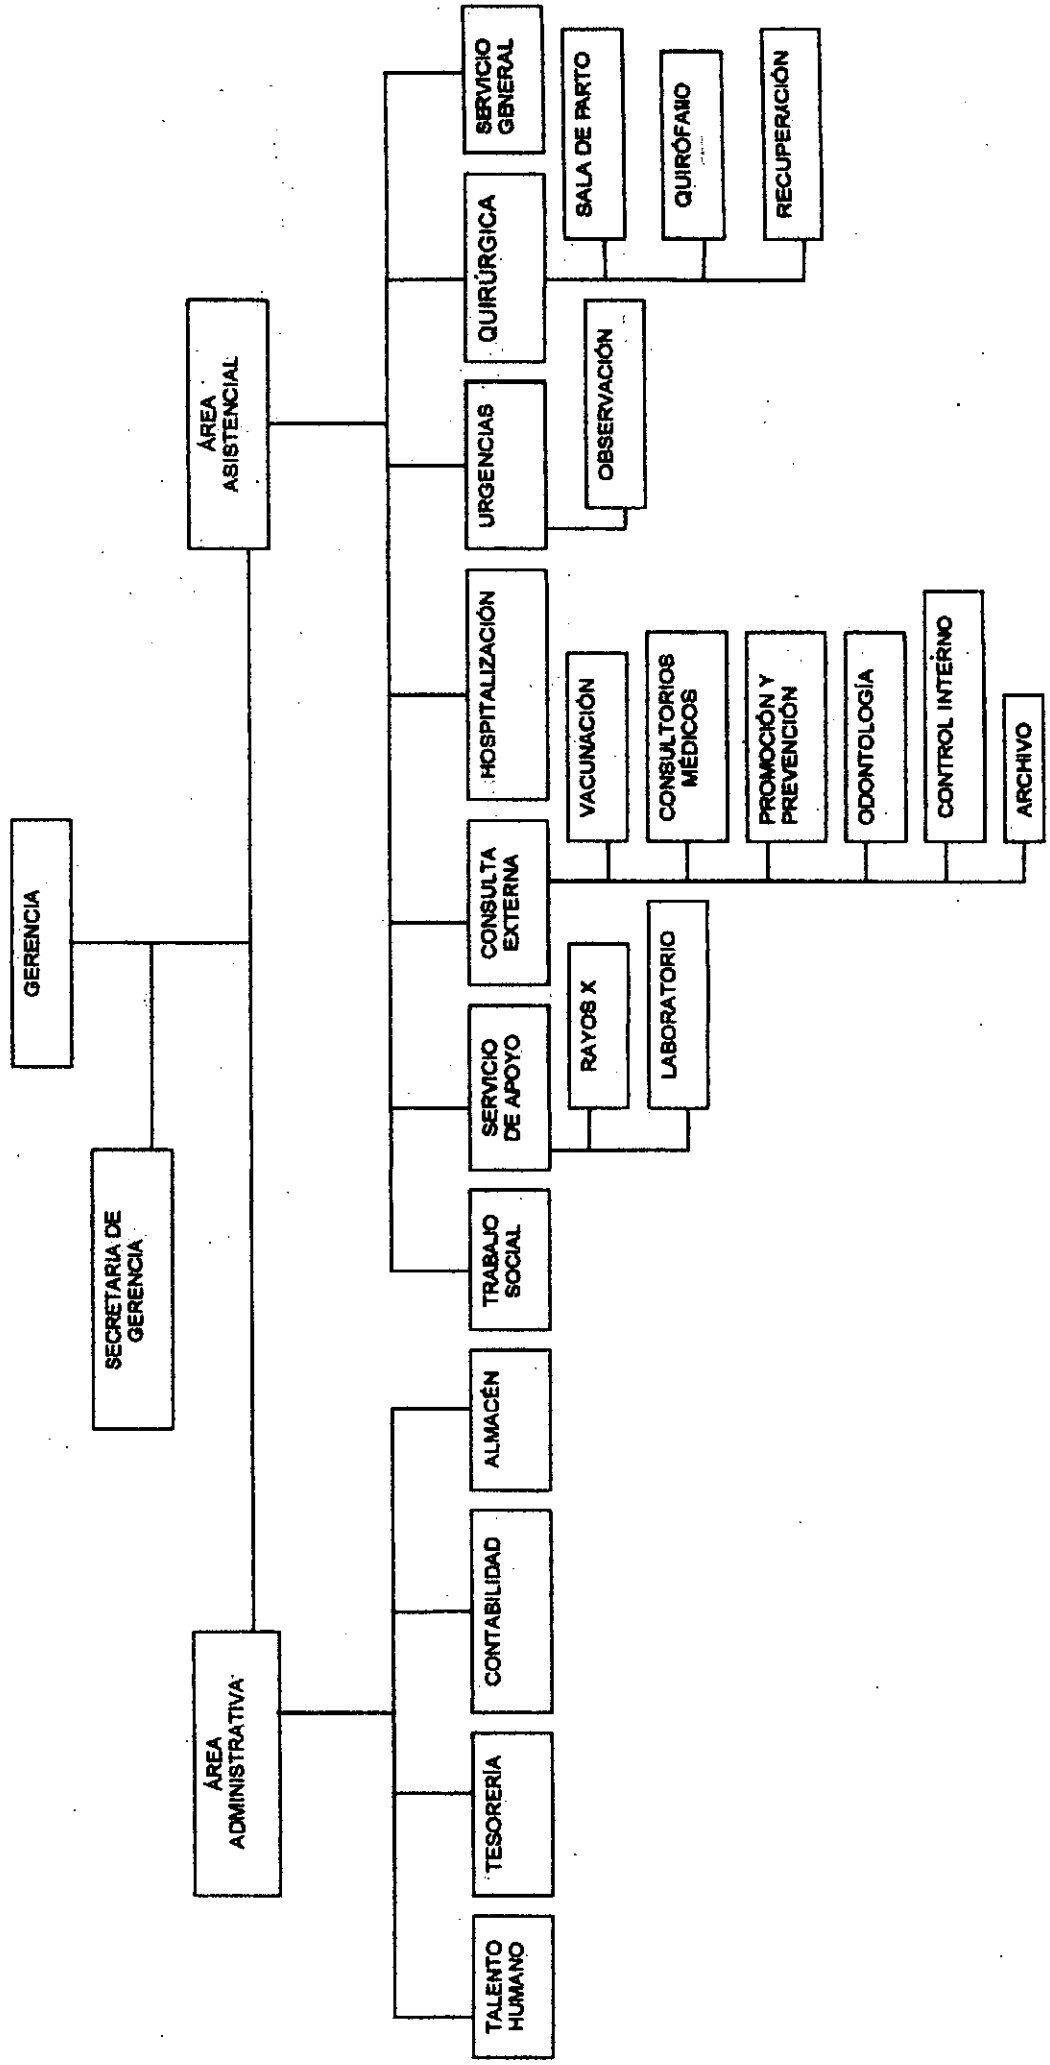 GERENCIA
SECRETARIA DE
GERENCIA
ÁREA
ADMINISTRATIVA
ÁREA
ASISTENCIAL
TALENTO
HUMANO
TESORERÍA
CONTABILIDAD
ALMACÉN
TRABAJO
SOCIAL
SERVICIO
DE APOYO
CONSULTA
EXTERNA
HOSPITALIZACIÓN
URGENCIAS
QUIRÚRGICA
SERVICIO
GENERAL
RAYOS X
LABORATORIO
VACUNACIÓN
CONSULTORIOS
MÉDICOS
PROMOCIÓN Y
PREVENCIÓN
ODONTOLOGÍA
CONTROL INTERNO
ARCHIVO
OBSERVACIÓN
SALA DE PARTO
QUIRÓFANO
RECUPERACIÓN